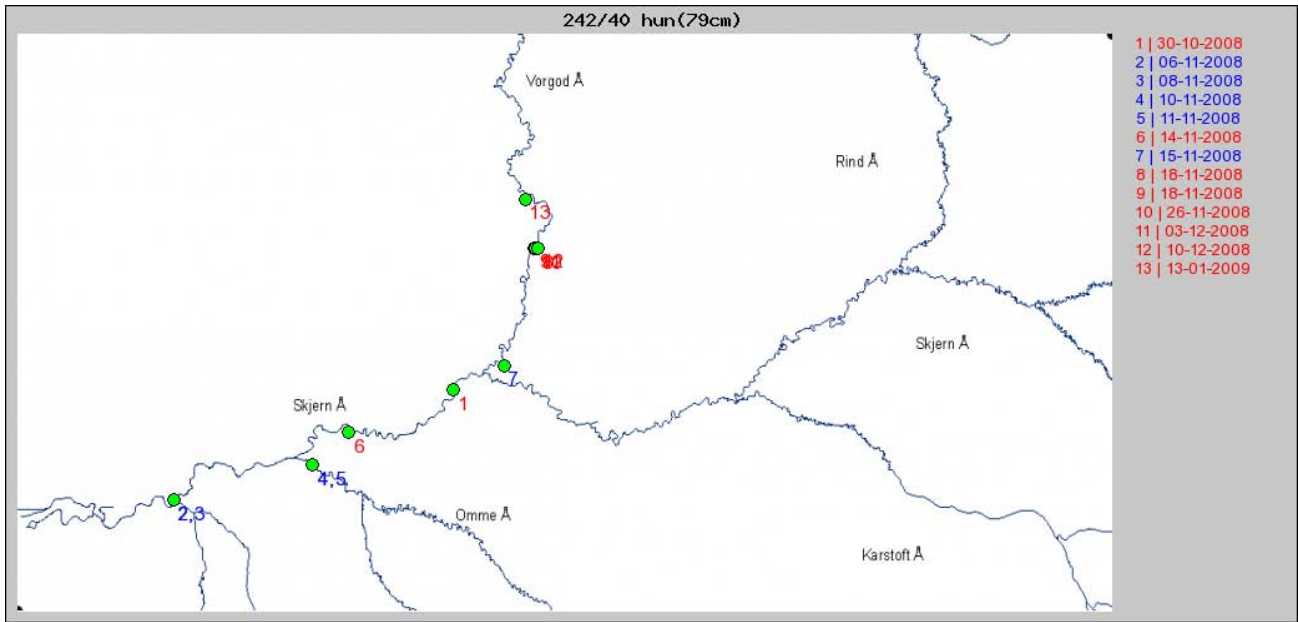 242/40 hun(79cm)
Vorgod Å
Rind Å
13
Skjern Å
7
1
Skjern Å
6
4,5
2,3
Omme Å
Karstoft Å
1 | 30-10-2008
2 | 06-11-2008
3 | 08-11-2008
4 | 10-11-2008
5 | 11-11-2008
6 | 14-11-2008
7 | 15-11-2008
8 | 18-11-2008
9 | 18-11-2008
10 | 26-11-2008
11 | 03-12-2008
12 | 10-12-2008
13 | 13-01-2009